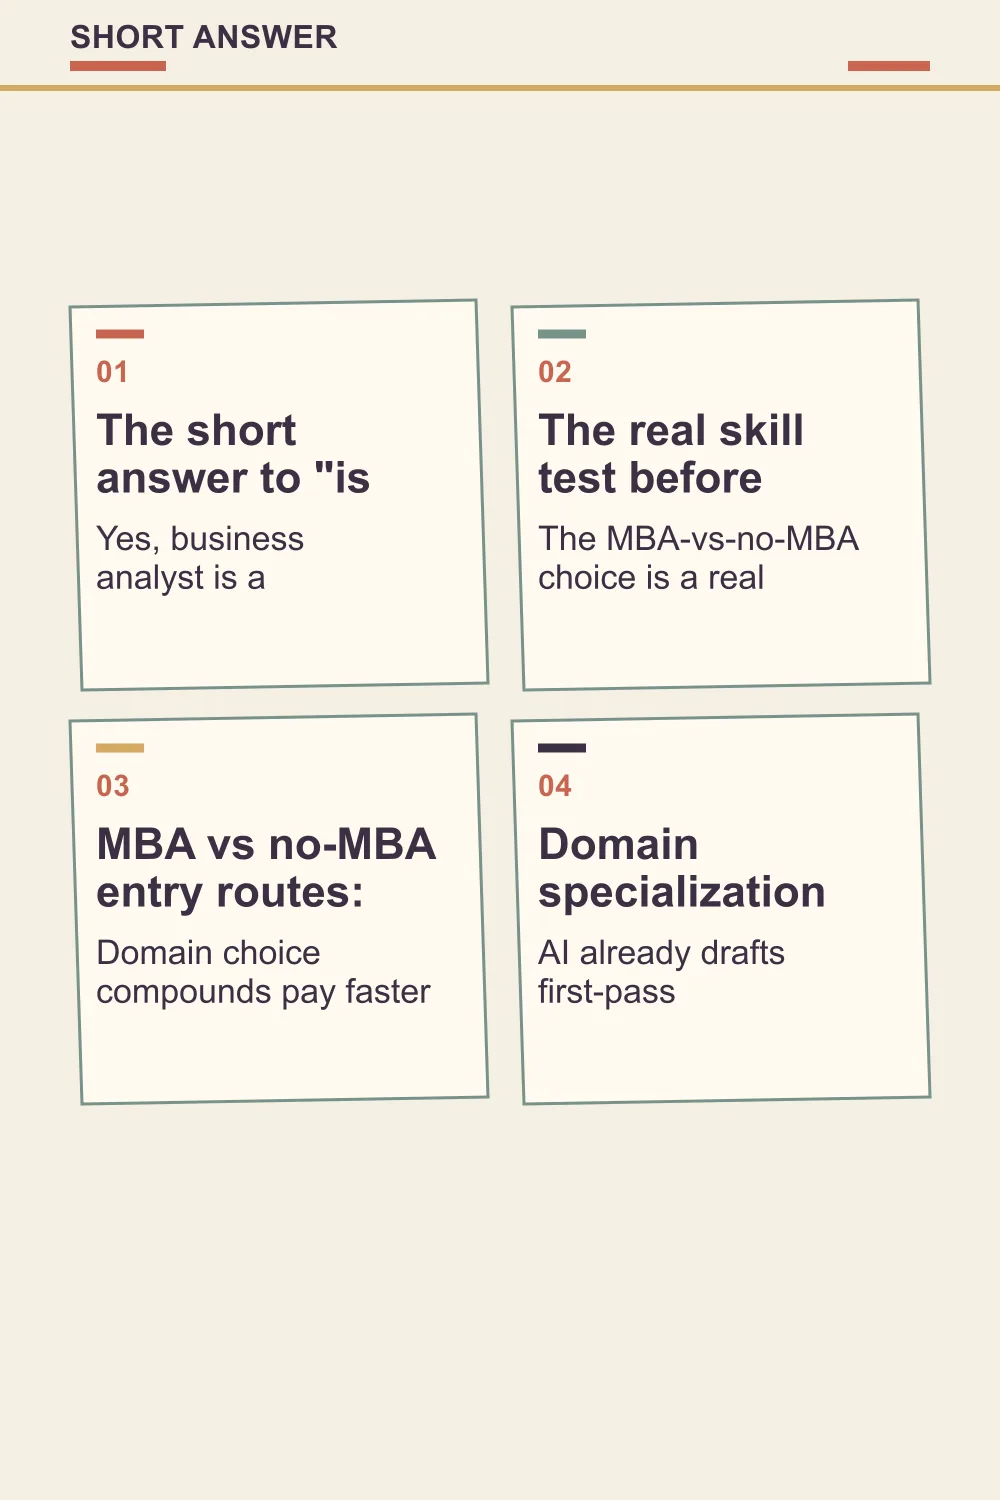 SHORT ANSWER
01
The short
answer to "is
Yes, business
analyst is a
02
The real skill
test before
The MBA-vs-no-MBA
choice is a real
03
MBA vs no-MBA
entry routes:
Domain choice
compounds pay faster
04
Domain
specialization
AI already drafts
first-pass